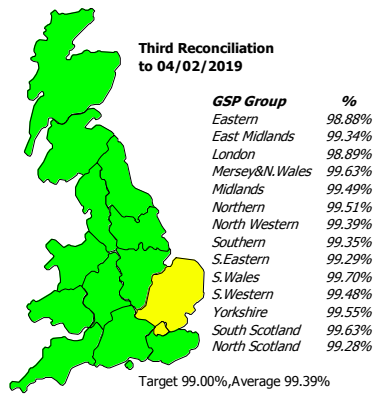 Third Reconciliation
to 04/02/2019
GSP Group %
Eastern 98.88%
East Midlands 99.34%
London 98.89%
Mersey&N.Wales 99.63%
Midlands 99.49%
Northern 99.51%
North Western 99.39%
Southern 99.35%
S.Eastern 99.29%
S.Wales 99.70%
S.Western 99.48%
Yorkshire 99.55%
South Scotland 99.63%
North Scotland 99.28%
Target 99.00%,Average 99.39%